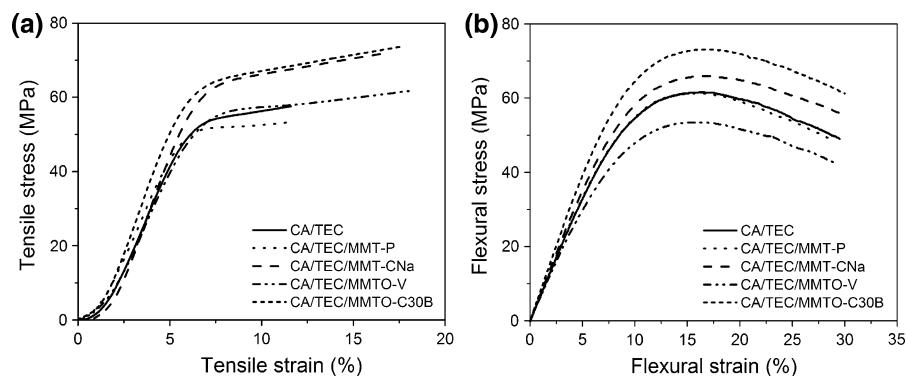 (a)
80
60
40
20
0
0
5
10
15
20
Tensile stress (MPa)
Tensile strain (%)
CA/TEC
CA/TEC/MMT-P
CA/TEC/MMT-CNa
CA/TEC/MMTO-V
CA/TEC/MMTO-C30B
(b)
80
60
40
20
0
0
5
10
15
20
25
30
35
Flexural stress (MPa)
Flexural strain (%)
CA/TEC
CA/TEC/MMT-P
CA/TEC/MMT-CNa
CA/TEC/MMTO-V
CA/TEC/MMTO-C30B